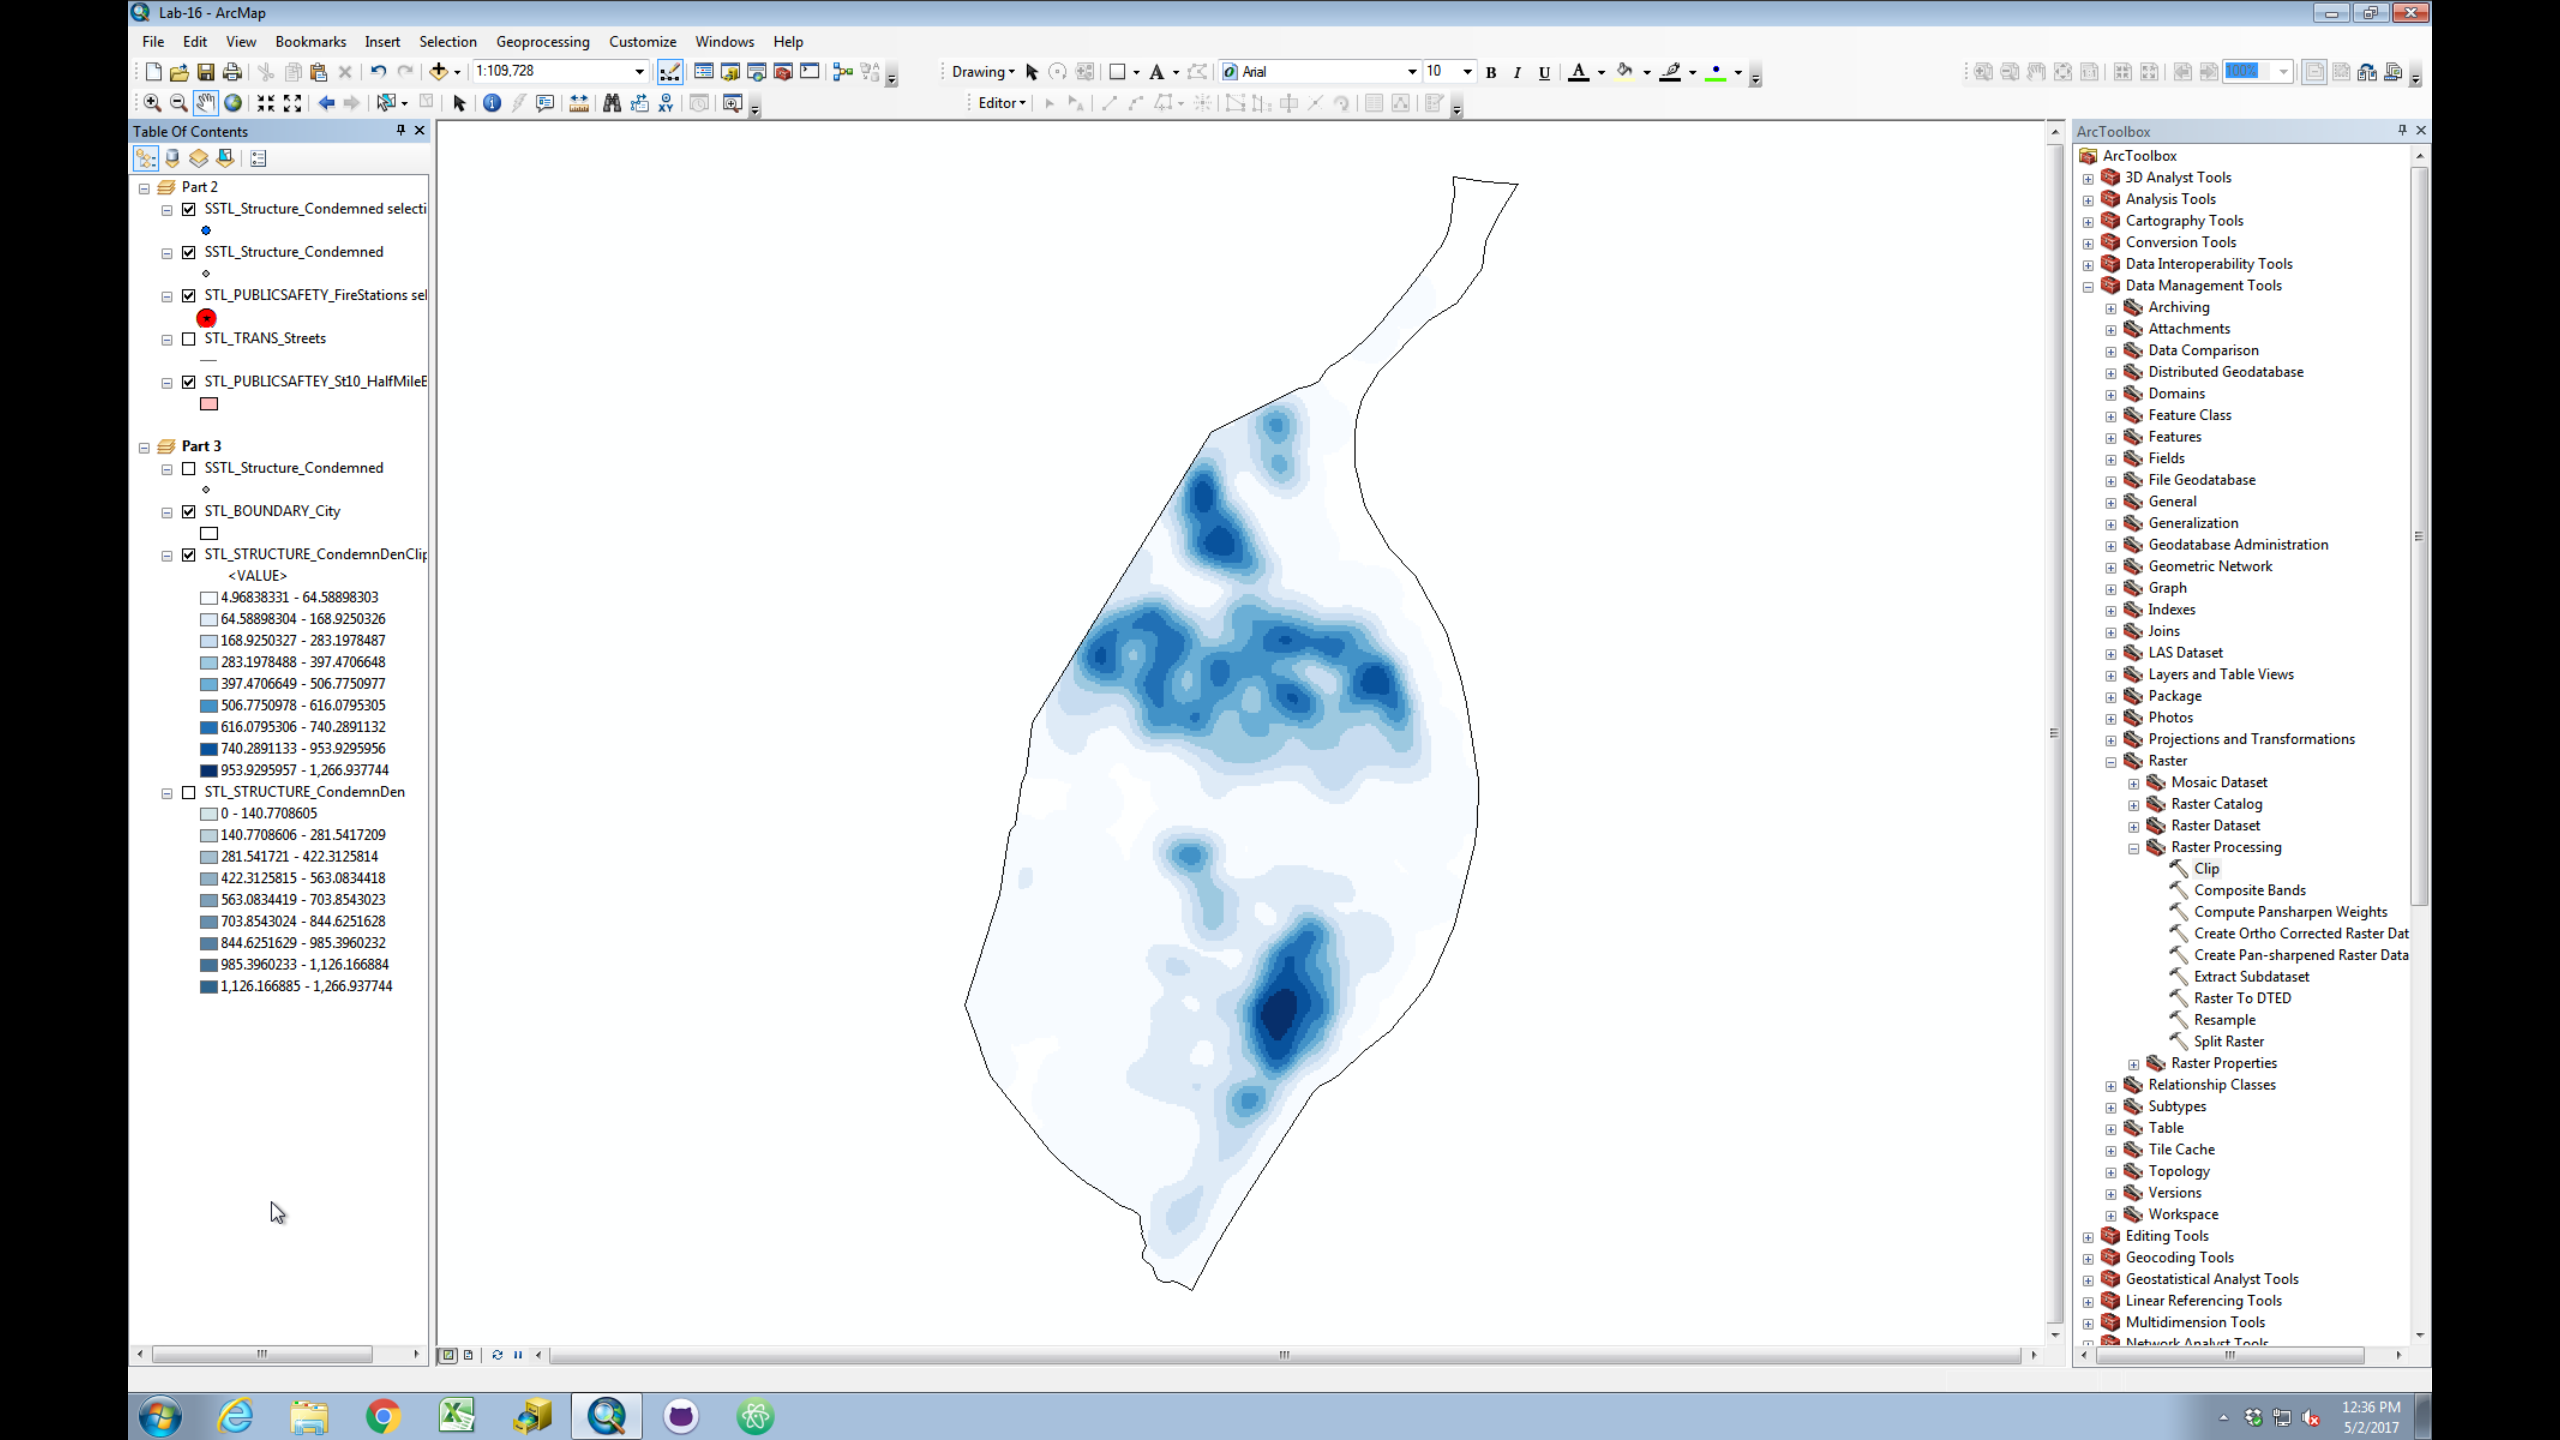 Lab-16 - ArcMap
File Edit View Bookmarks Insert Selection Geoprocessing Customize Windows Help
1:109,728
Drawing
Arial
10
B I U
100%
Editor
Table Of Contents
Part 2
SSTL_Structure_Condemned selecti
SSTL_Structure_Condemned
STL_PUBLICSAFETY_FireStations sel
STL_TRANS_Streets
STL_PUBLICSAFTEY_St10_HalfMileB
Part 3
SSTL_Structure_Condemned
STL_BOUNDARY_City
STL_STRUCTURE_CondemnDenClip
<VALUE>
4.96838331 - 64.58898303
64.58898304 - 168.9250326
168.9250327 - 283.1978487
283.1978488 - 397.4706648
397.4706649 - 506.7750977
506.7750978 - 616.0795305
616.0795306 - 740.2891132
740.2891133 - 953.9295956
953.9295957 - 1,266.937744
STL_STRUCTURE_CondemnDen
0 - 140.7708605
140.7708606 - 281.5417209
281.541721 - 422.3125814
422.3125815 - 563.0834418
563.0834419 - 703.8543023
703.8543024 - 844.6251628
844.6251629 - 985.3960232
985.3960233 - 1,126.166884
1,126.166885 - 1,266.937744
ArcToolbox
ArcToolbox
3D Analyst Tools
Analysis Tools
Cartography Tools
Conversion Tools
Data Interoperability Tools
Data Management Tools
Archiving
Attachments
Data Comparison
Distributed Geodatabase
Domains
Feature Class
Features
Fields
File Geodatabase
General
Generalization
Geodatabase Administration
Geometric Network
Graph
Indexes
Joins
LAS Dataset
Layers and Table Views
Package
Photos
Projections and Transformations
Raster
Mosaic Dataset
Raster Catalog
Raster Dataset
Raster Processing
Clip
Composite Bands
Compute Pansharpen Weights
Create Ortho Corrected Raster Dat
Create Pan-sharpened Raster Data
Extract Subdataset
Raster To DTED
Resample
Split Raster
Raster Properties
Relationship Classes
Subtypes
Table
Tile Cache
Topology
Versions
Workspace
Editing Tools
Geocoding Tools
Geostatistical Analyst Tools
Linear Referencing Tools
Multidimension Tools
Network Analyst Tools
12:36 PM
5/2/2017